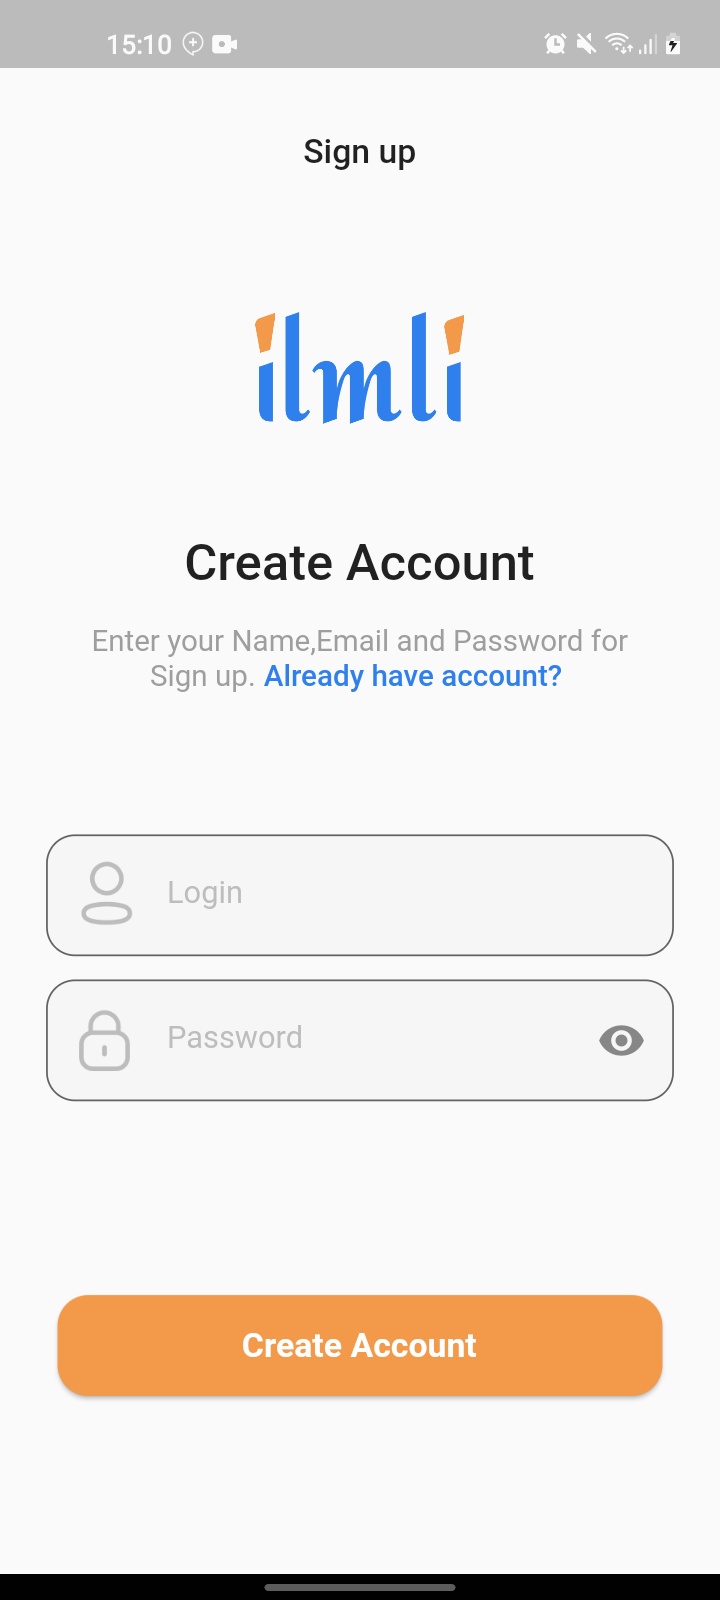 15:10
Sign up
ilmli
Create Account
Enter your Name,Email and Password for
Sign up. Already have account?
Login
Password
Create Account